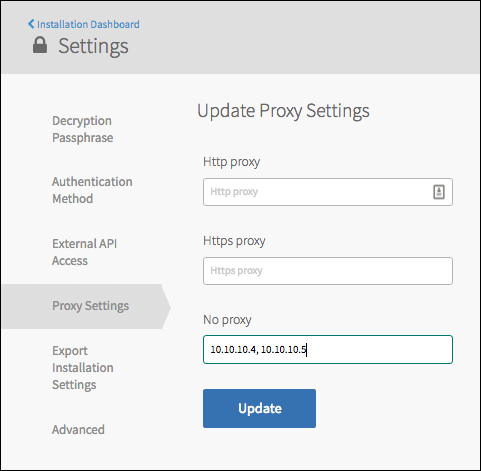 Installation Dashboard
Settings
Decryption
Passphrase
Authentication
Method
External API
Access
Proxy Settings
Export
Installation
Settings
Advanced
Update Proxy Settings
Http proxy
Http proxy
Https proxy
Https proxy
No proxy
10.10.10.4, 10.10.10.5
Update